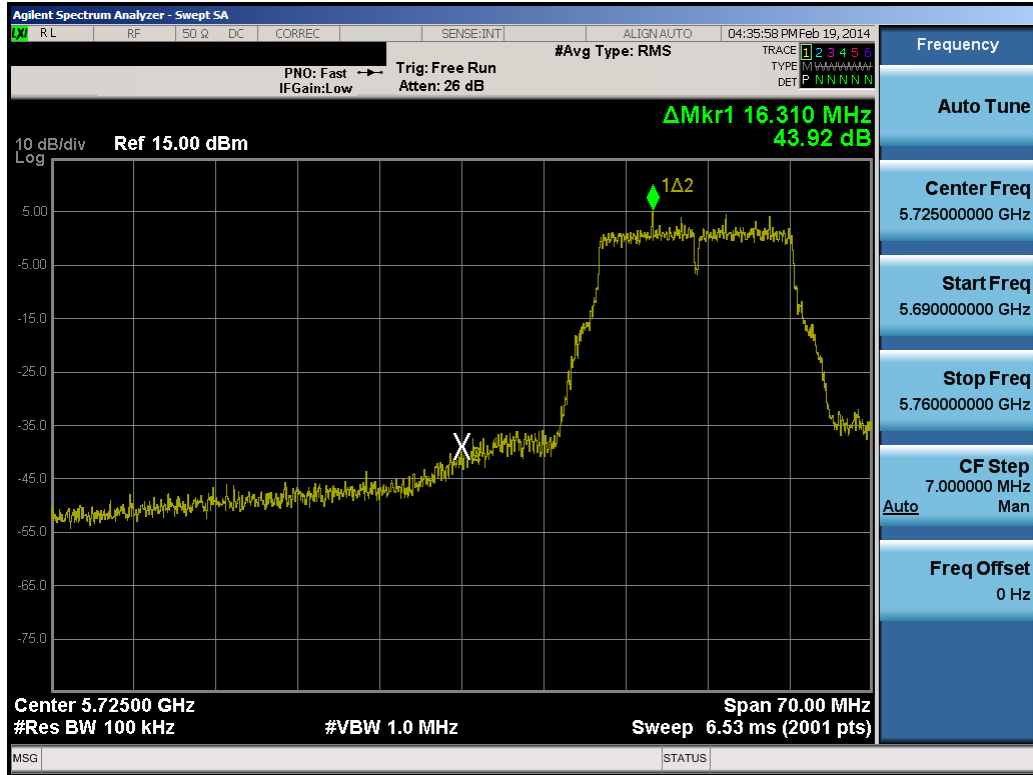 Agilent Spectrum Analyzer - Swept SA
LXI RL RF 50 Ω DC CORREC SENSE:INT ALIGN AUTO 04:35:58 PM Feb 19, 2014
#Avg Type: RMS
TRACE 1 2 3 4 5 6
TYPE M
DET P N N N N N
PNO: Fast
IFGain:Low
Trig: Free Run
Atten: 26 dB
ΔMkr1 16.310 MHz
43.92 dB
10 dB/div
Log
Ref 15.00 dBm
1Δ2
X
5.00
-5.00
-15.0
-25.0
-35.0
-45.0
-55.0
-65.0
-75.0
Center 5.72500 GHz
Span 70.00 MHz
#Res BW 100 kHz
#VBW 1.0 MHz
Sweep 6.53 ms (2001 pts)
MSG
STATUS
Frequency
Auto Tune
Center Freq
5.725000000 GHz
Start Freq
5.690000000 GHz
Stop Freq
5.760000000 GHz
CF Step
7.000000 MHz
Auto Man
Freq Offset
0 Hz